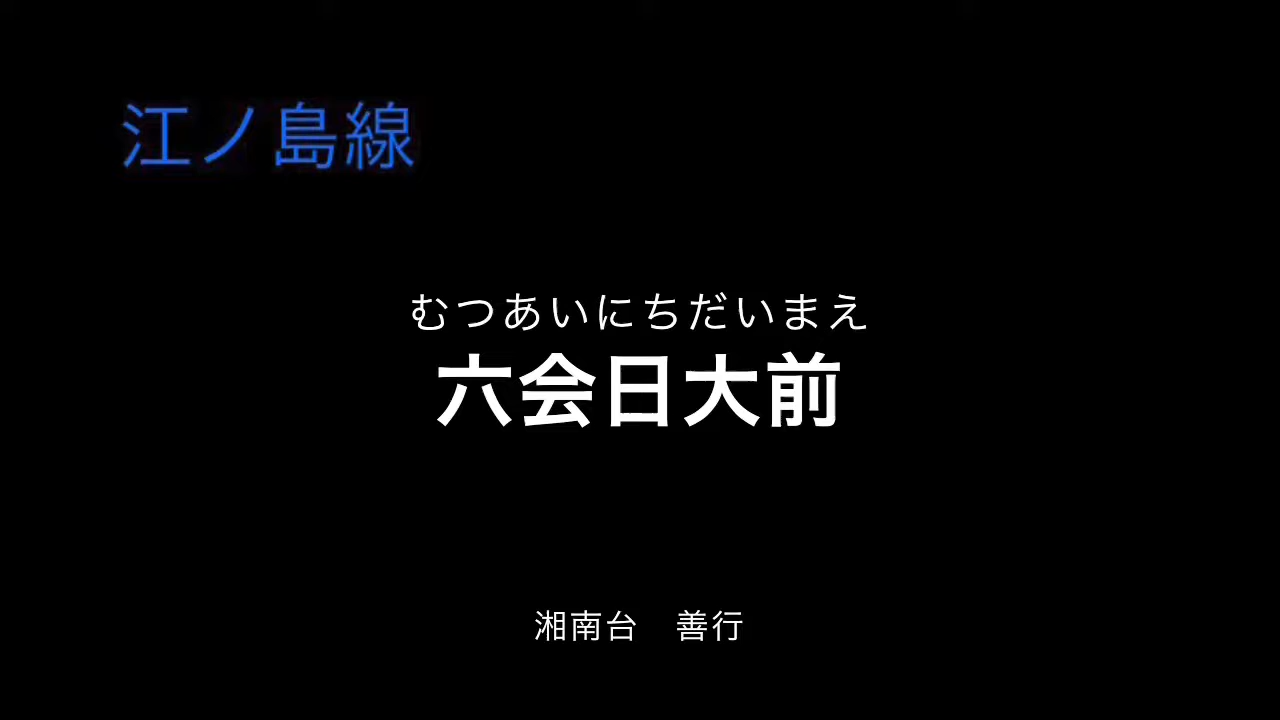 江ノ島線
むつあいにちだいまえ
六会日大前
湘南台　善行